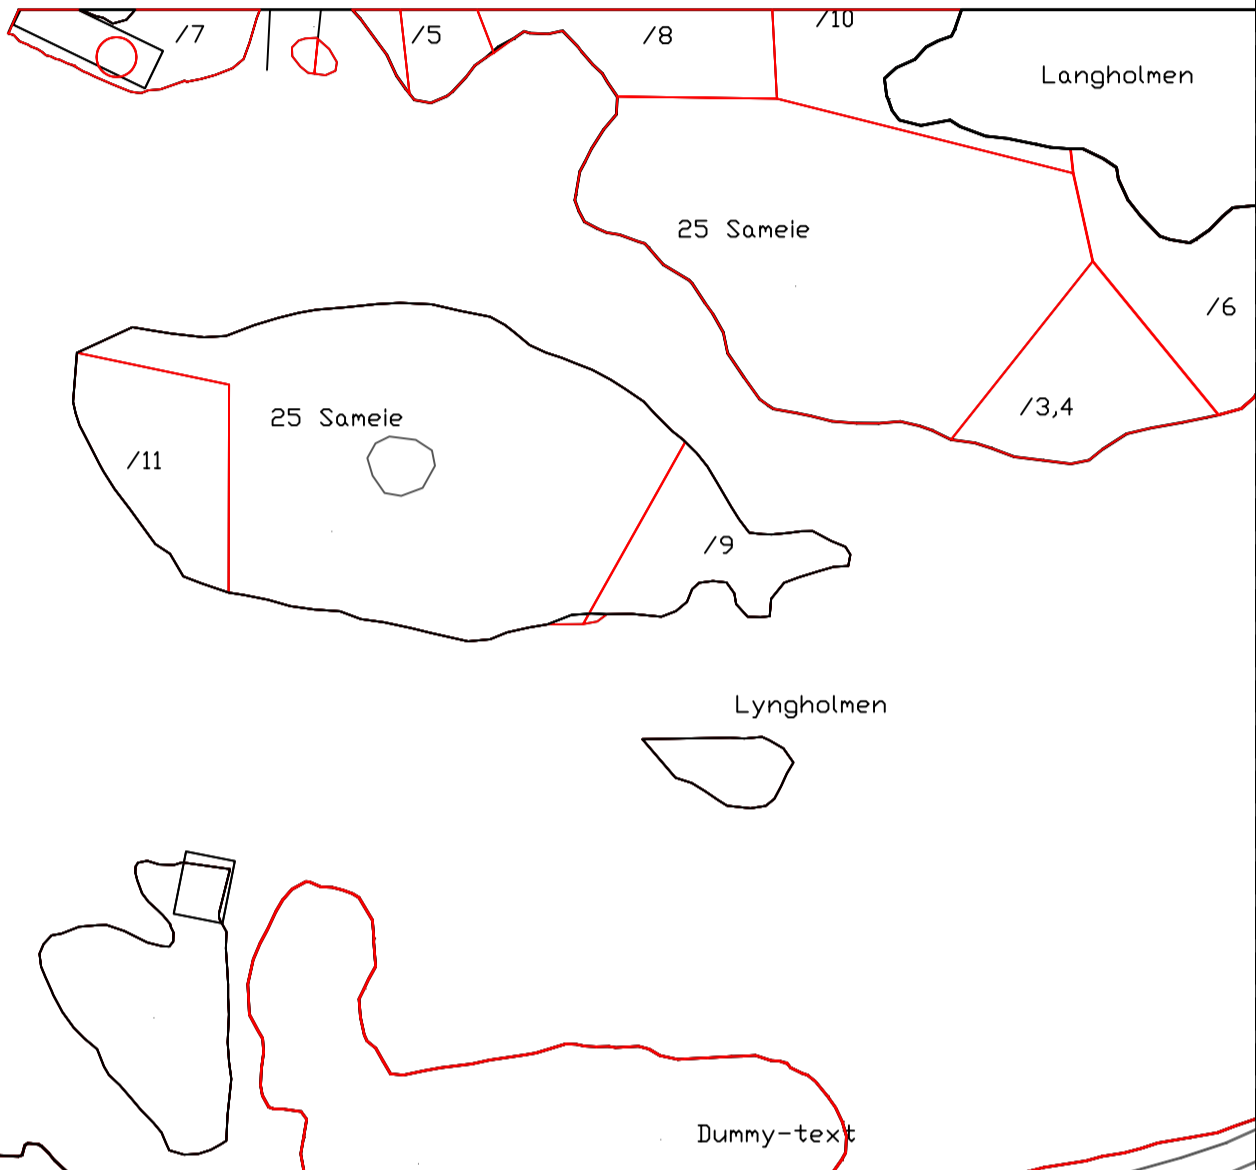 /10
/7
/5
/8
Langholmen
25 Sameie
/6
/3,4
25 Sameie
/11
/9
Lyngholmen
Dummy-text